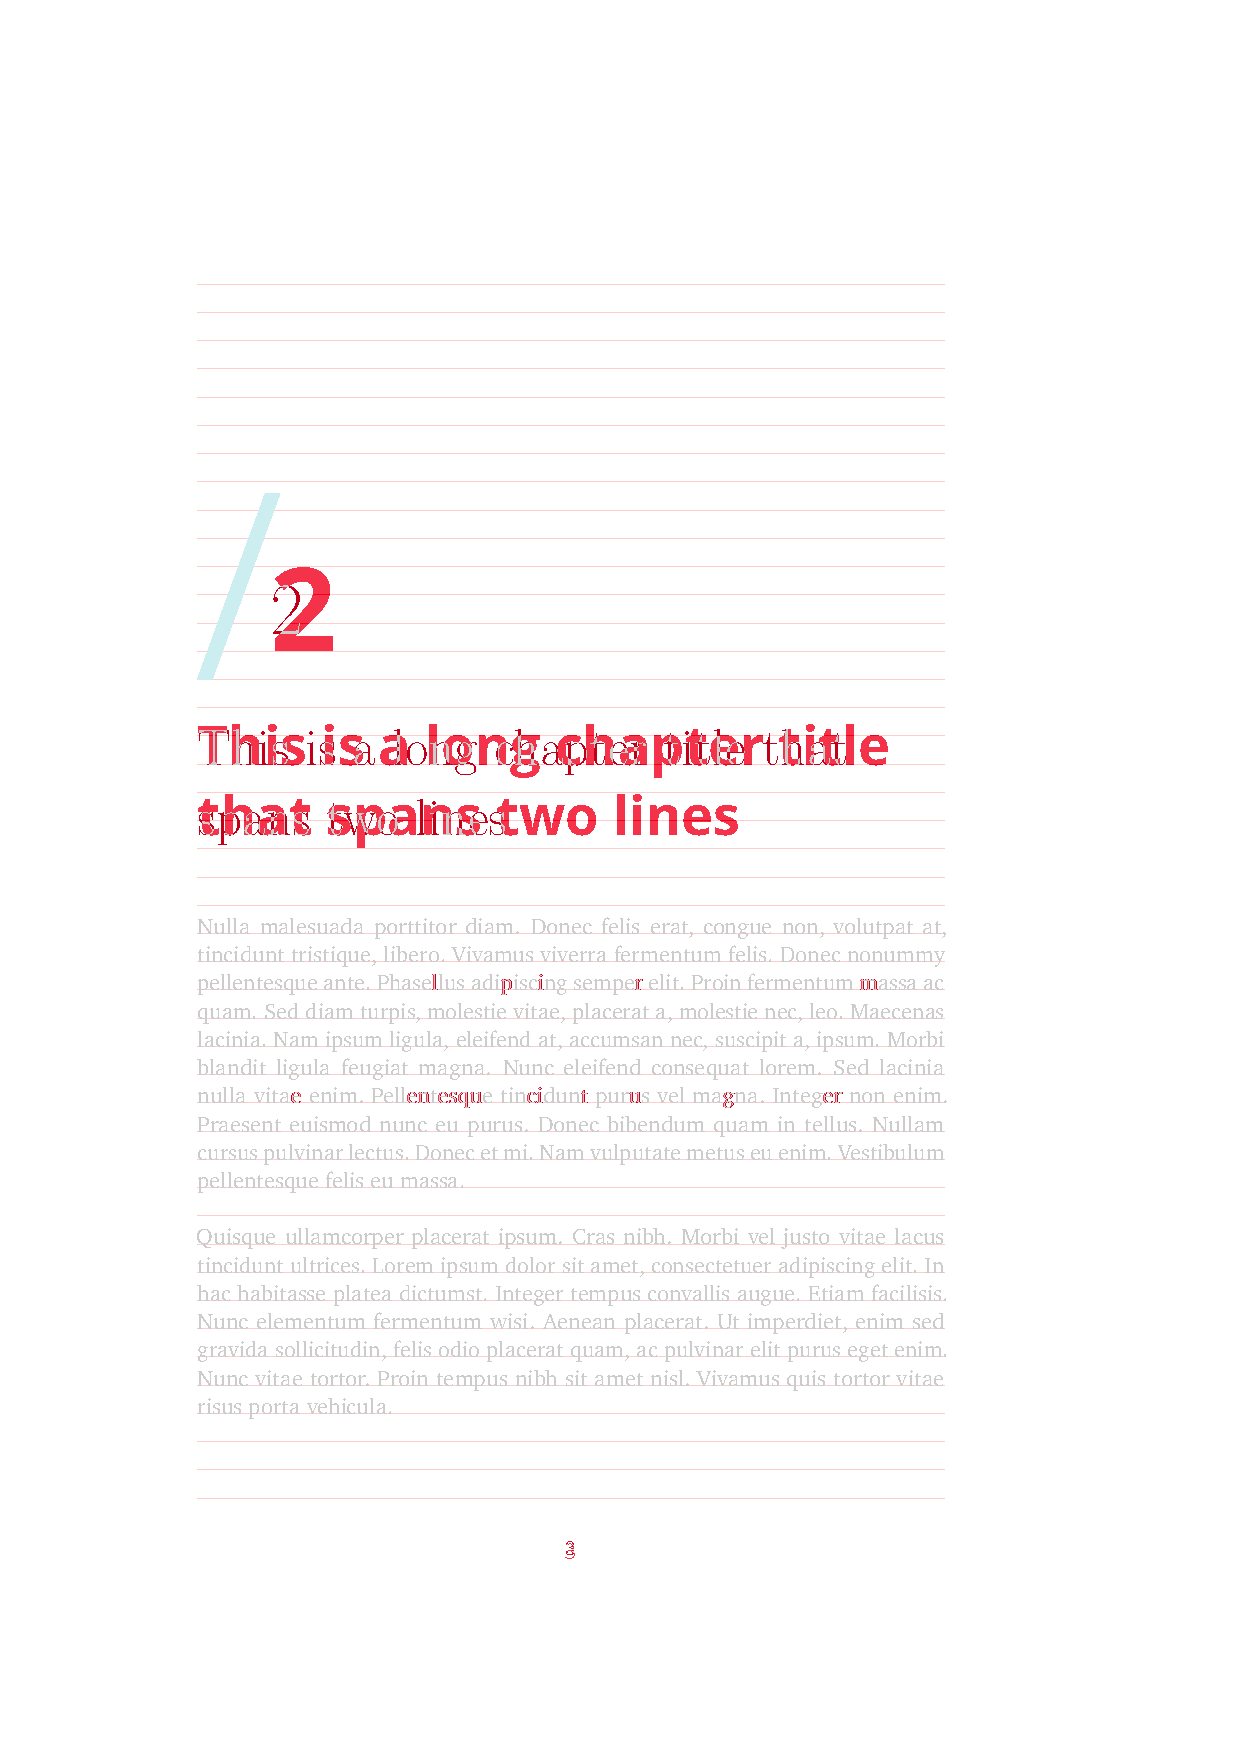 /2
This is a long chapter title
that spans two lines
This is a long chapter title that
spans two lines
Nulla malesuada porttitor diam. Donec felis erat, congue non, volutpat at,
tincidunt tristique, libero. Vivamus viverra fermentum felis. Donec nonummy
pellentesque ante. Phasellus adipiscing semper elit. Proin fermentum massa ac
quam. Sed diam turpis, molestie vitae, placerat a, molestie nec, leo. Maecenas
lacinia. Nam ipsum ligula, eleifend at, accumsan nec, suscipit a, ipsum. Morbi
blandit ligula feugiat magna. Nunc eleifend consequat lorem. Sed lacinia
nulla vitae enim. Pellentesque tincidunt purus vel magna. Integer non enim.
Praesent euismod nunc eu purus. Donec bibendum quam in tellus. Nullam
cursus pulvinar lectus. Donec et mi. Nam vulputate metus eu enim. Vestibulum
pellentesque felis eu massa.
Quisque ullamcorper placerat ipsum. Cras nibh. Morbi vel justo vitae lacus
tincidunt ultrices. Lorem ipsum dolor sit amet, consectetuer adipiscing elit. In
hac habitasse platea dictumst. Integer tempus convallis augue. Etiam facilisis.
Nunc elementum fermentum wisi. Aenean placerat. Ut imperdiet, enim sed
gravida sollicitudin, felis odio placerat quam, ac pulvinar elit purus eget enim.
Nunc vitae tortor. Proin tempus nibh sit amet nisl. Vivamus quis tortor vitae
risus porta vehicula.